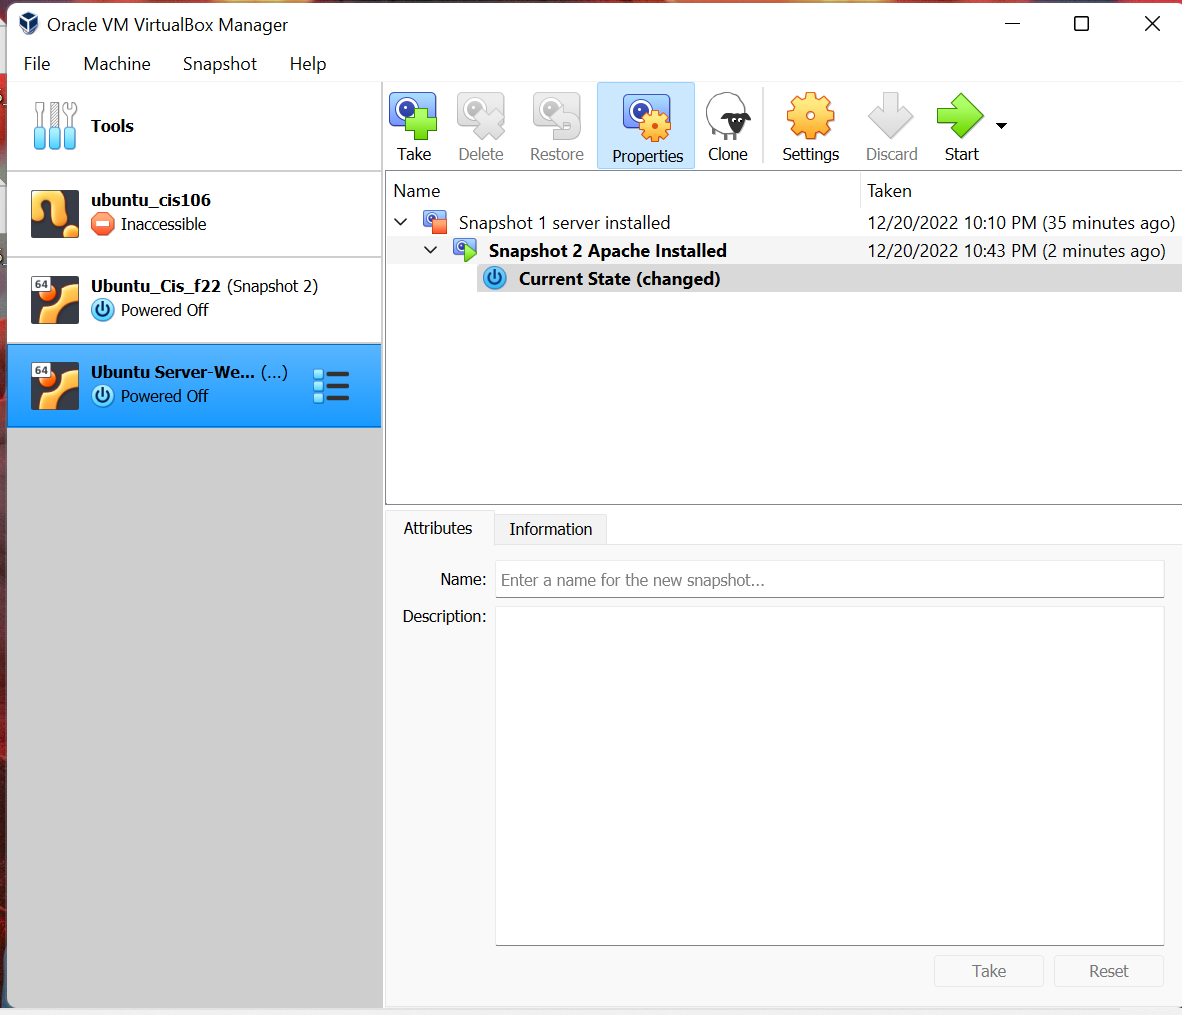 Oracle VM VirtualBox Manager
File Machine Snapshot Help
Tools
ubuntu_cis106
Inaccessible
64
Ubuntu_Cis_f22 (Snapshot 2)
Powered Off
64
Ubuntu Server-We... (...)
Powered Off
Take Delete Restore Properties Clone Settings Discard Start
Name Taken
Snapshot 1 server installed 12/20/2022 10:10 PM (35 minutes ago)
Snapshot 2 Apache Installed 12/20/2022 10:43 PM (2 minutes ago)
Current State (changed)
Attributes Information
Name: Enter a name for the new snapshot...
Description:
Take Reset